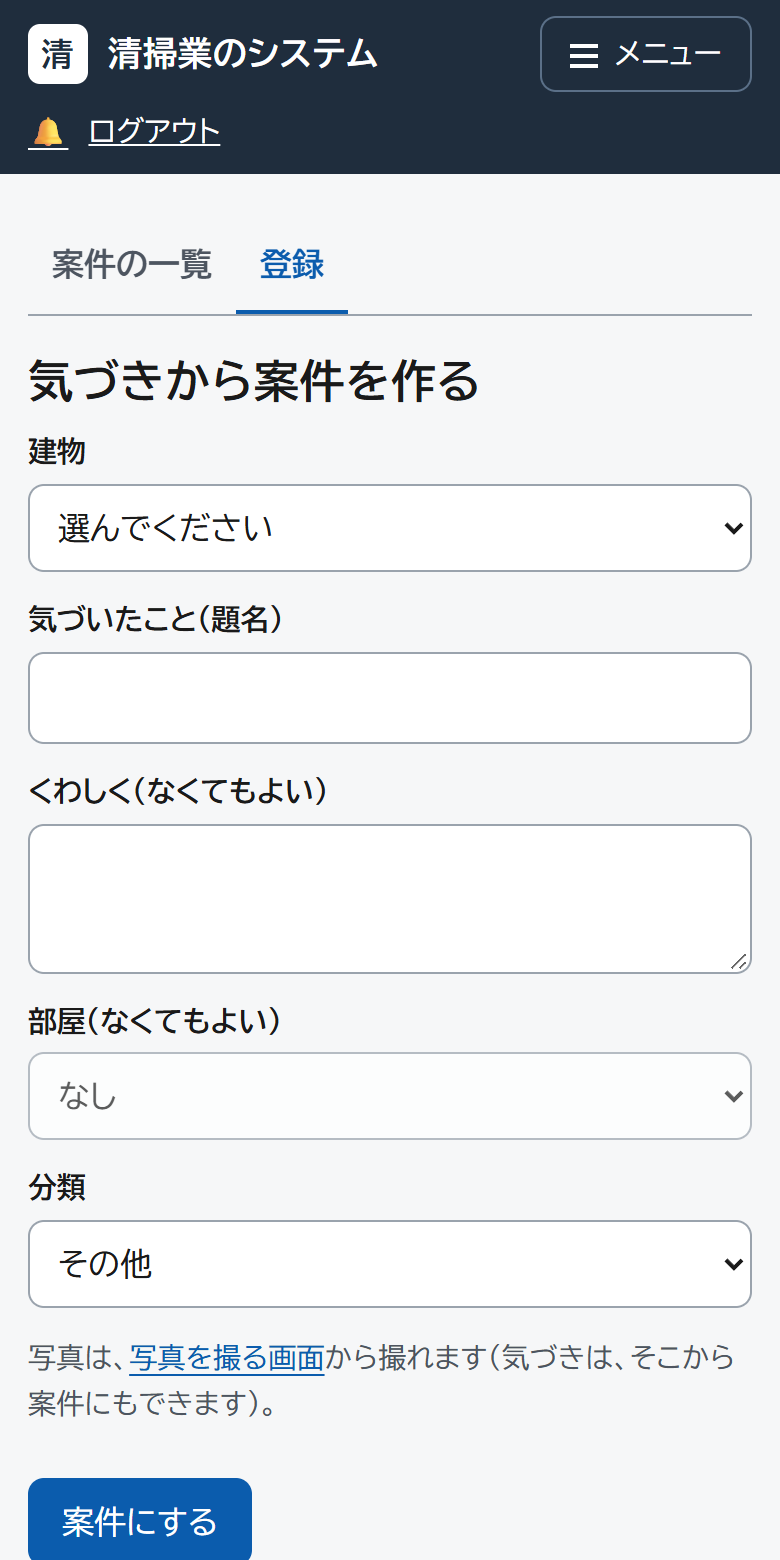 清 清掃業のシステム メニュー
ログアウト
案件の一覧 登録
気づきから案件を作る
建物
選んでください
気づいたこと（題名）
くわしく（なくてもよい）
部屋（なくてもよい）
なし
分類
その他
写真は、写真を撮る画面から撮れます（気づきは、そこから
案件にもできます）。
案件にする